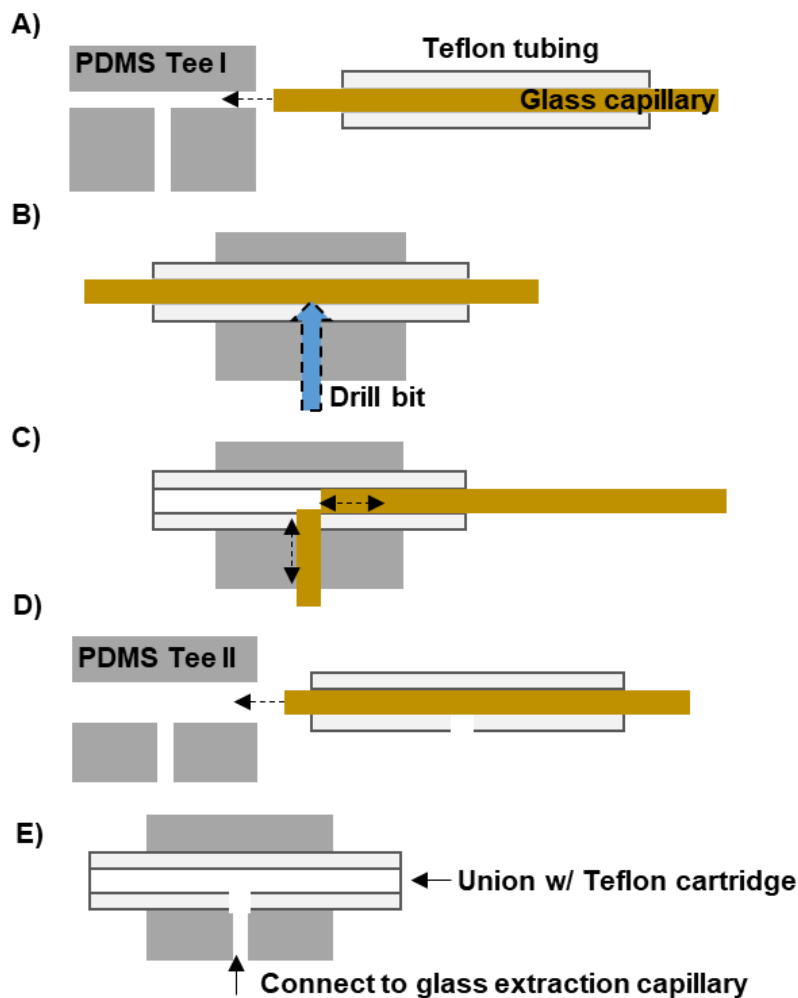 A)
PDMS Tee I
Teflon tubing
Glass capillary
B)
Drill bit
C)
D)
PDMS Tee II
E)
Union w/ Teflon cartridge
Connect to glass extraction capillary